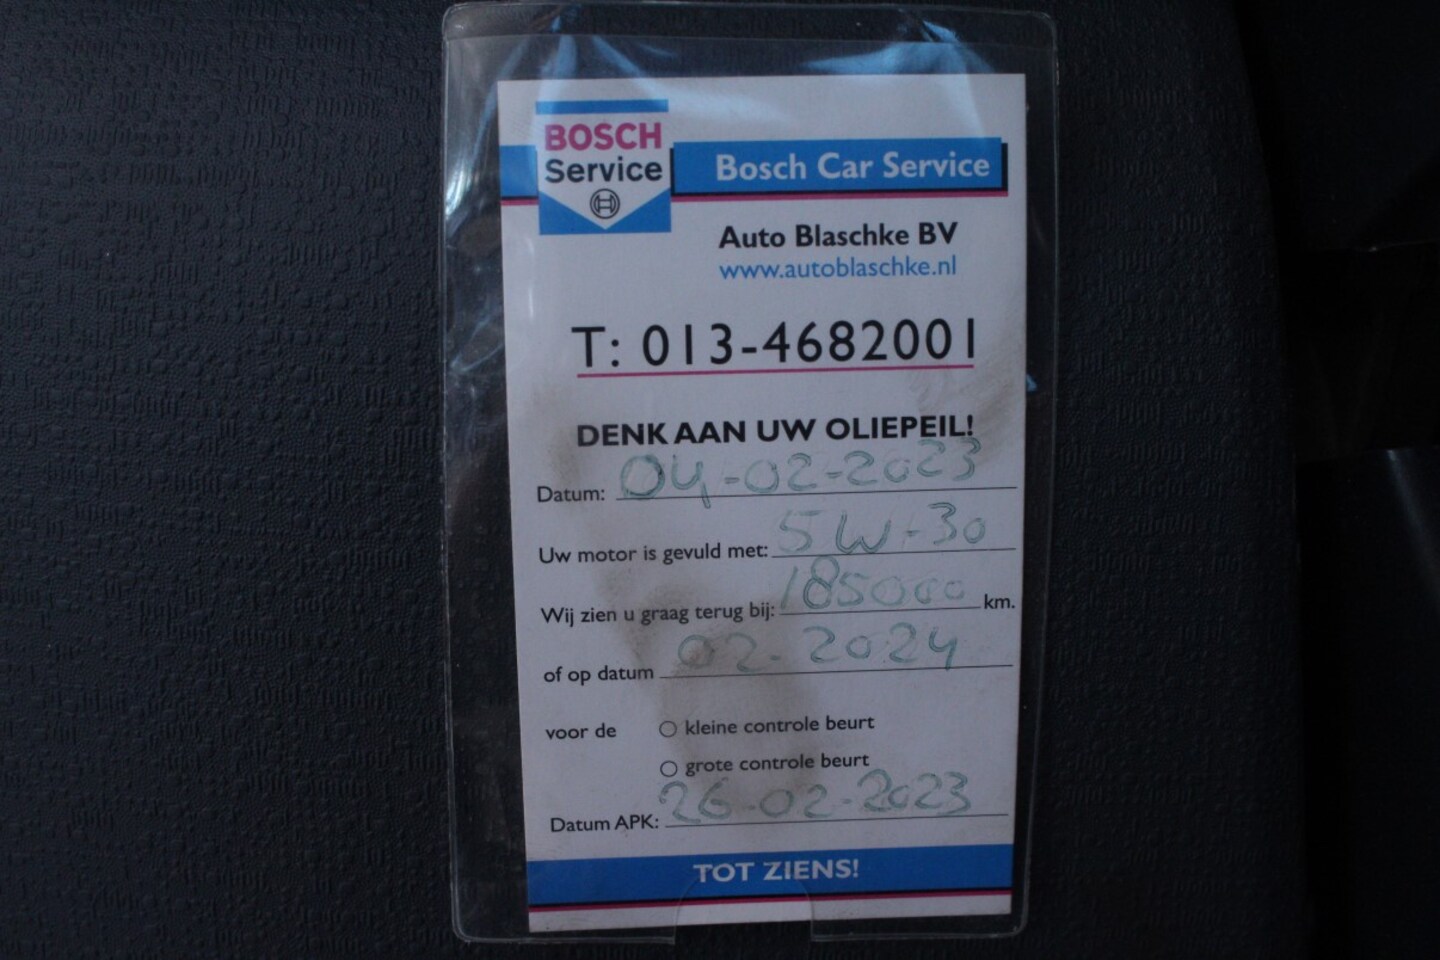 BOSCH
Service
Bosch Car Service
Auto Blaschke BV
www.autoblaschke.nl
T: 013-4682001
DENK AAN UW OLIEPEIL!
Datum: 04-02-2023
Uw motor is gevuld met: 5W-30
Wij zien u graag terug bij: 185000 km.
of op datum 02-2024
voor de kleine controle beurt
grote controle beurt
Datum APK: 26-02-2023
TOT ZIENS!